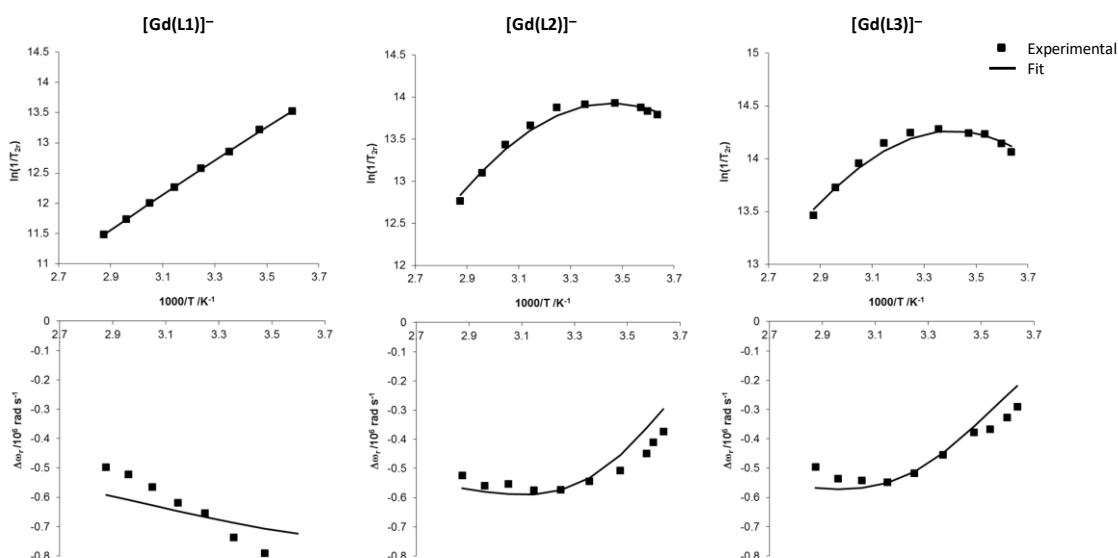 [Gd(L1)]⁻
[Gd(L2)]⁻
[Gd(L3)]⁻
Experimental
Fit
14.5
14
13.5
13
12.5
12
11.5
11
ln(1/T₂ᵣ)
2.7 2.9 3.1 3.3 3.5 3.7
1000/T /K⁻¹
14.5
14
13.5
13
12.5
12
ln(1/T₂ᵣ)
2.7 2.9 3.1 3.3 3.5 3.7
1000/T /K⁻¹
15
14.5
14
13.5
13
ln(1/T₂ᵣ)
2.7 2.9 3.1 3.3 3.5 3.7
1000/T /K⁻¹
0
-0.1
-0.2
-0.3
-0.4
-0.5
-0.6
-0.7
-0.8
Δωᵣ/10⁶ rad s⁻¹
2.7 2.9 3.1 3.3 3.5 3.7
0
-0.1
-0.2
-0.3
-0.4
-0.5
-0.6
-0.7
-0.8
Δωᵣ/10⁶ rad s⁻¹
2.7 2.9 3.1 3.3 3.5 3.7
0
-0.1
-0.2
-0.3
-0.4
-0.5
-0.6
-0.7
-0.8
Δωᵣ/10⁶ rad s⁻¹
2.7 2.9 3.1 3.3 3.5 3.7